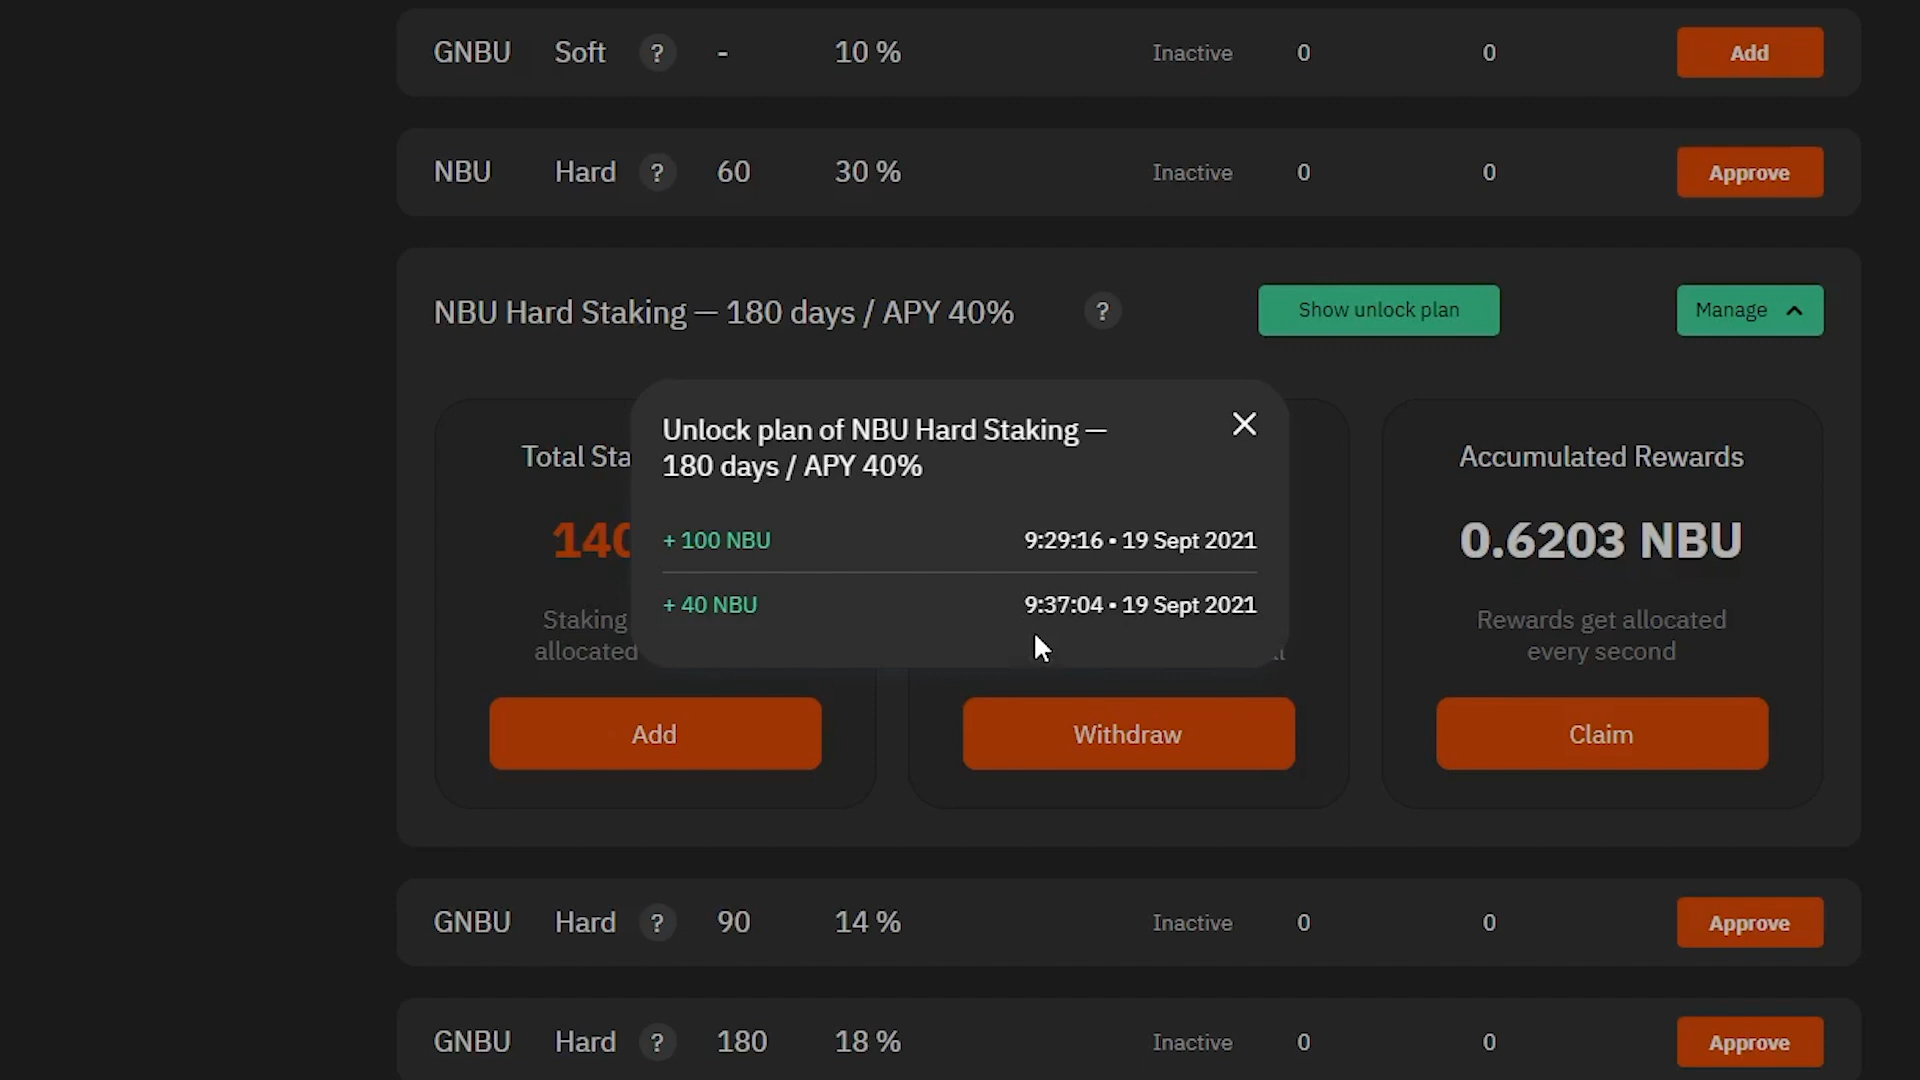 GNBU Soft ? - 10 % Inactive 0 0 Add
NBU Hard ? 60 30 % Inactive 0 0 Approve
NBU Hard Staking — 180 days / APY 40% ? Show unlock plan Manage
Unlock plan of NBU Hard Staking —
180 days / APY 40%
+ 100 NBU 9:29:16 • 19 Sept 2021
+ 40 NBU 9:37:04 • 19 Sept 2021
Total
Staking
allocated
Add
Withdraw
Accumulated Rewards
0.6203 NBU
Rewards get allocated
every second
Claim
GNBU Hard ? 90 14 % Inactive 0 0 Approve
GNBU Hard ? 180 18 % Inactive 0 0 Approve